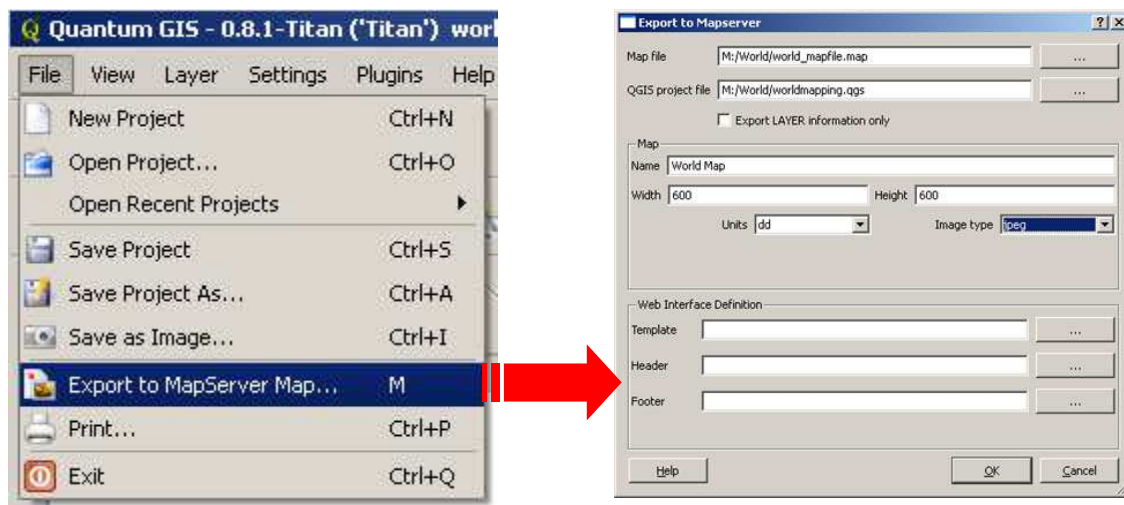 Quantum GIS - 0.8.1-Titan ('Titan') worl
File View Layer Settings Plugins Help
New Project Ctrl+N
Open Project... Ctrl+O
Open Recent Projects
Save Project Ctrl+S
Save Project As... Ctrl+A
Save as Image... Ctrl+I
Export to MapServer Map... M
Print... Ctrl+P
Exit Ctrl+Q
Export to Mapserver
Map file M:/World/world_mapfile.map ...
QGIS project file M:/World/worldmapping.qgs ...
Export LAYER information only
Map
Name World Map
Width 600 Height 600
Units dd Image type jpeg
Web Interface Definition
Template ...
Header ...
Footer ...
Help OK Cancel